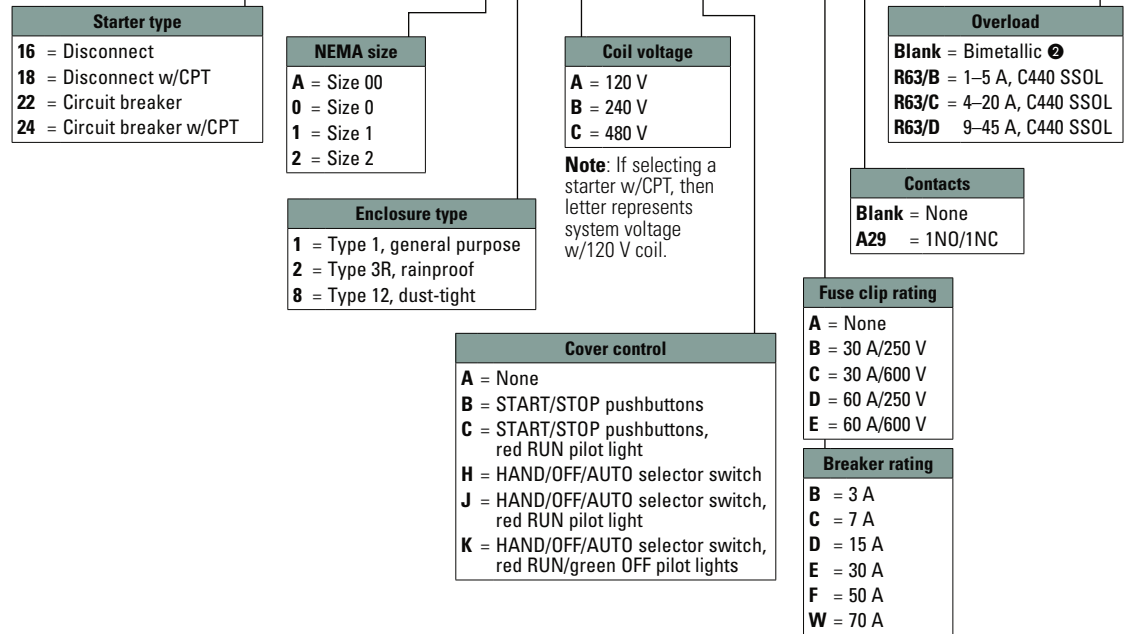 Starter type
16 = Disconnect
18 = Disconnect w/CPT
22 = Circuit breaker
24 = Circuit breaker w/CPT
NEMA size
A = Size 00
0 = Size 0
1 = Size 1
2 = Size 2
Enclosure type
1 = Type 1, general purpose
2 = Type 3R, rainproof
8 = Type 12, dust-tight
Coil voltage
A = 120 V
B = 240 V
C = 480 V
Note: If selecting a
starter w/CPT, then
letter represents
system voltage
w/120 V coil.
Cover control
A = None
B = START/STOP pushbuttons
C = START/STOP pushbuttons,
red RUN pilot light
H = HAND/OFF/AUTO selector switch
J = HAND/OFF/AUTO selector switch,
red RUN pilot light
K = HAND/OFF/AUTO selector switch,
red RUN/green OFF pilot lights
Overload
Blank = Bimetallic ❷
R63/B = 1–5 A, C440 SSOL
R63/C = 4–20 A, C440 SSOL
R63/D 9–45 A, C440 SSOL
Contacts
Blank = None
A29 = 1NO/1NC
Fuse clip rating
A = None
B = 30 A/250 V
C = 30 A/600 V
D = 60 A/250 V
E = 60 A/600 V
Breaker rating
B = 3 A
C = 7 A
D = 15 A
E = 30 A
F = 50 A
W = 70 A